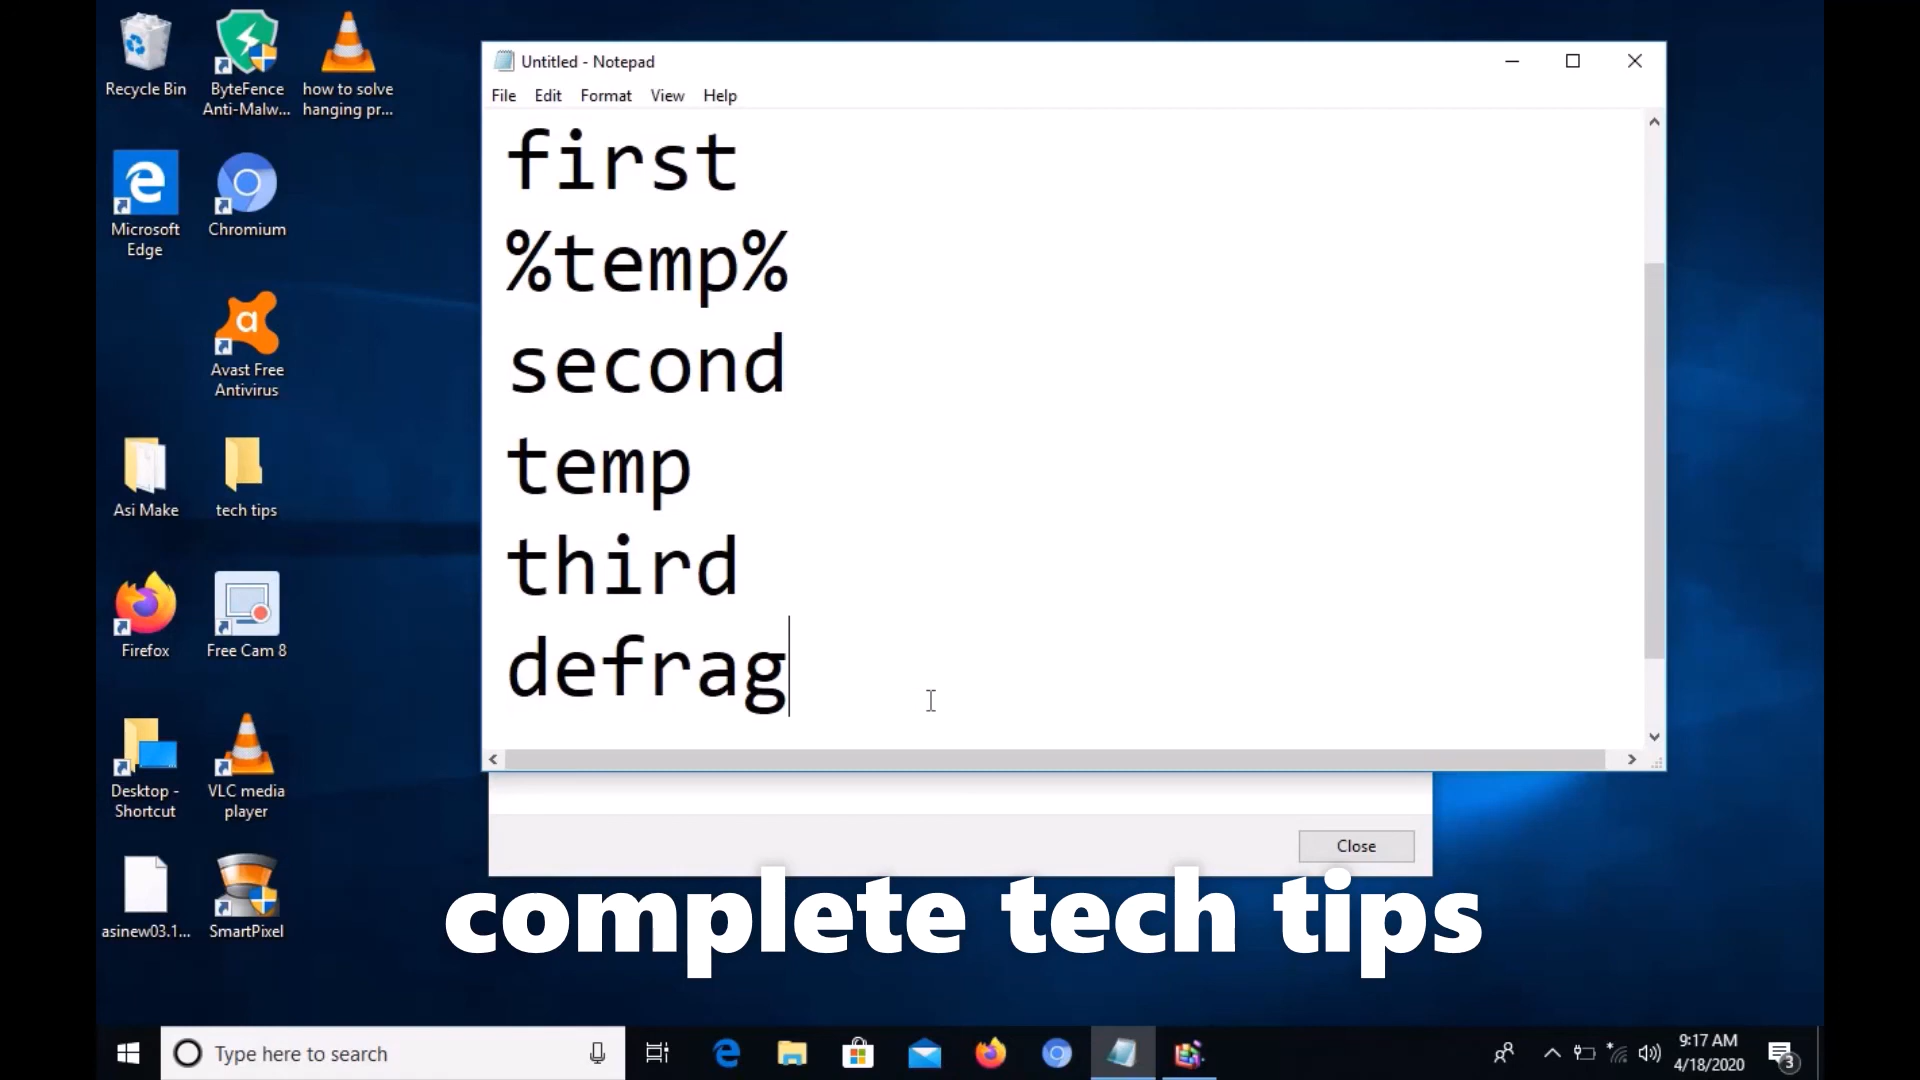 Recycle Bin
ByteFence
Anti-Malw...
how to solve
hanging pr...
Microsoft
Edge
Chromium
Avast Free
Antivirus
Asi Make
tech tips
Firefox
Free Cam 8
Desktop -
Shortcut
VLC media
player
asinew03.1...
SmartPixel
Untitled - Notepad
File Edit Format View Help
first
%temp%
second
temp
third
defrag
Close
complete tech tips
Type here to search
9:17 AM
4/18/2020
3